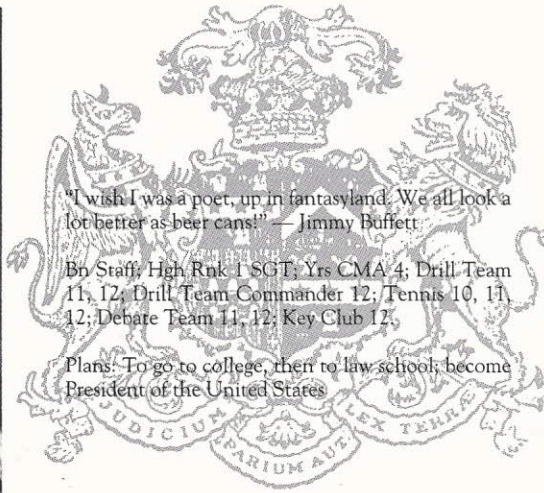 "I wish I was a poet, up in fantasyland. We all look a
lot better as beer cans!" — Jimmy Buffett
Bn Staff; Hgh Rnk 1 SGT; Yrs CMA 4; Drill Team
11, 12; Drill Team Commander 12; Tennis 10, 11,
12; Debate Team 11, 12; Key Club 12.
Plans: To go to college, then to law school; become
President of the United States
JUDICIUM PARIUM AUT LEX TERRÆ